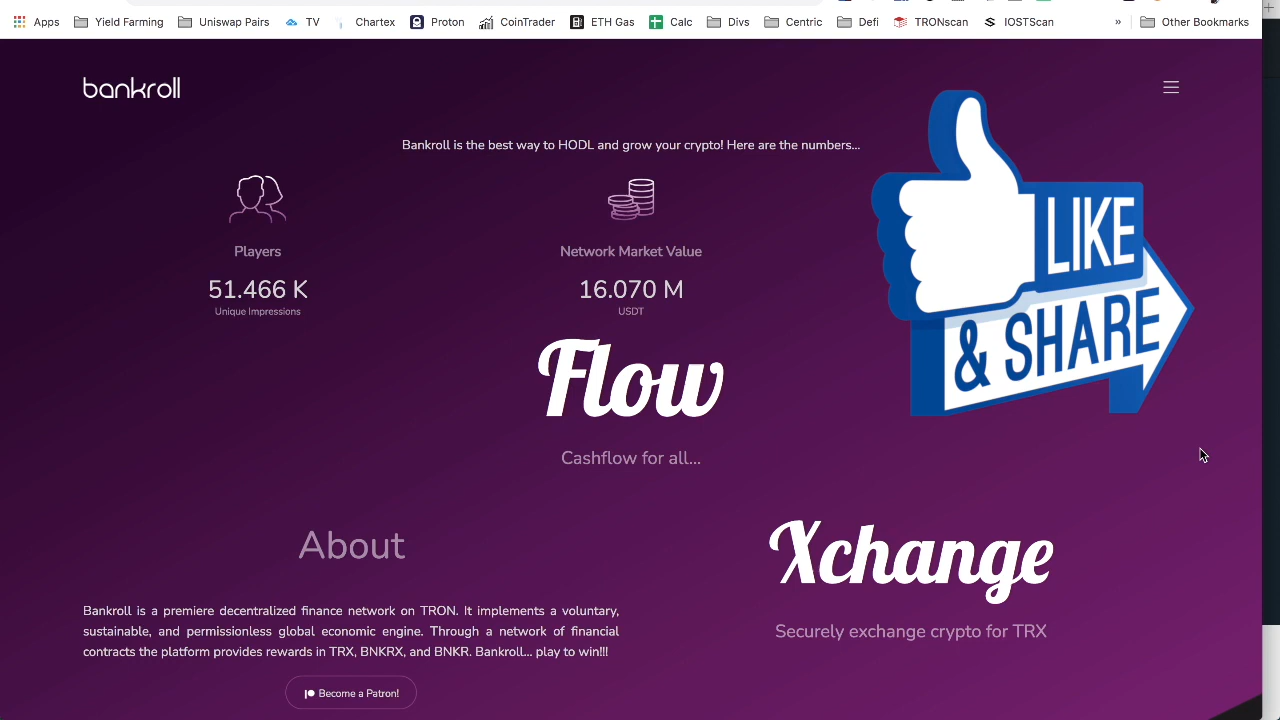 Apps Yield Farming Uniswap Pairs TV Chartex Proton CoinTrader ETH Gas Calc Divs Centric Defi TRONscan IOSTScan » Other Bookmarks
bankroll
Bankroll is the best way to HODL and grow your crypto! Here are the numbers...
Players
51.466 K
Unique Impressions
Network Market Value
16.070 M
USDT
LIKE
& SHARE
Flow
Cashflow for all...
About
Bankroll is a premiere decentralized finance network on TRON. It implements a voluntary,
sustainable, and permissionless global economic engine. Through a network of financial
contracts the platform provides rewards in TRX, BNKRX, and BNKR. Bankroll... play to win!!!
Become a Patron!
Xchange
Securely exchange crypto for TRX